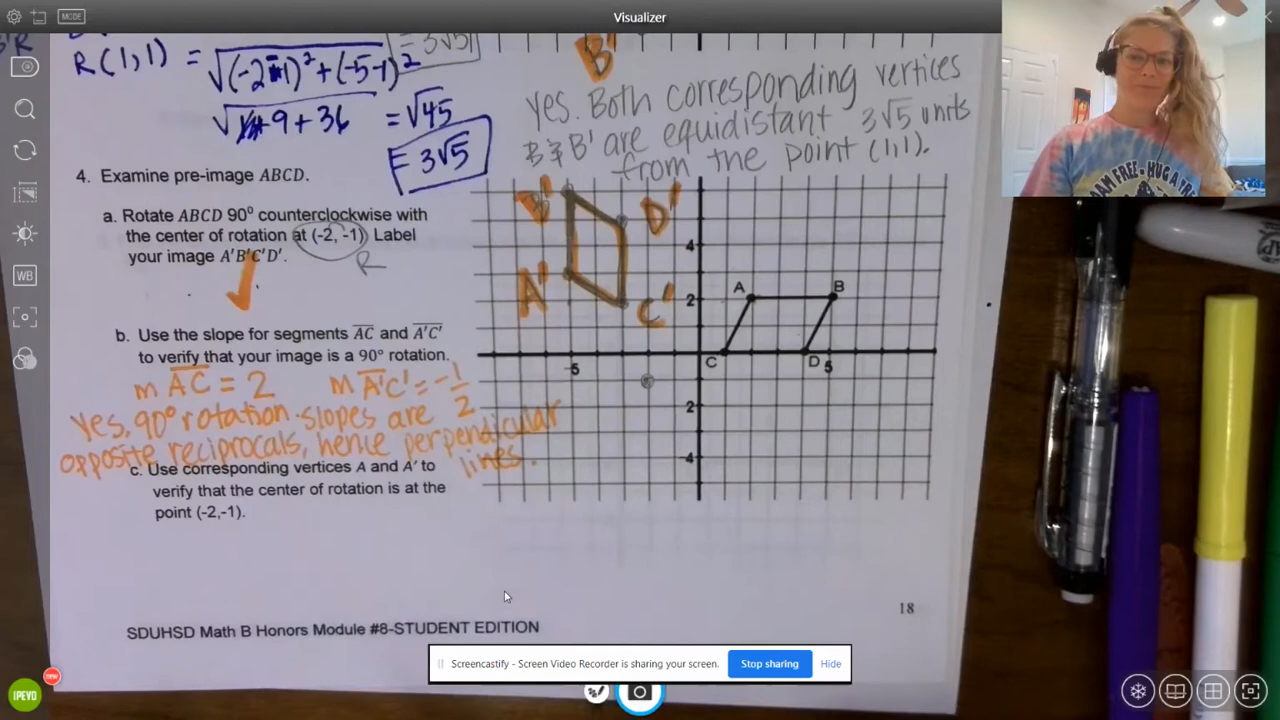 MODE
Visualizer
B'R
R(1,1) = √(-2-1)² + (-5-1)²
= 3√5
√9+36 = √45
= 3√5
B'
Yes. Both corresponding vertices
B & B' are equidistant 3√5 units
from the point (1,1).
4. Examine pre-image ABCD.
a. Rotate ABCD 90⁰ counterclockwise with
the center of rotation at (-2, -1). Label
your image A'B'C'D'.
R
b. Use the slope for segments AC and A'C'
to verify that your image is a 90° rotation.
m AC = 2 m A'C' = -1/2
Yes, 90° rotation. slopes are
opposite reciprocals, hence perpendicular
lines.
c. Use corresponding vertices A and A' to
verify that the center of rotation is at the
point (-2,-1).
B' D'
A' C'
4
2
A B
C D
-5 5
2
-4
18
SDUHSD Math B Honors Module #8-STUDENT EDITION
Screencastify - Screen Video Recorder is sharing your screen. Stop sharing Hide
WB
new
IPEVO